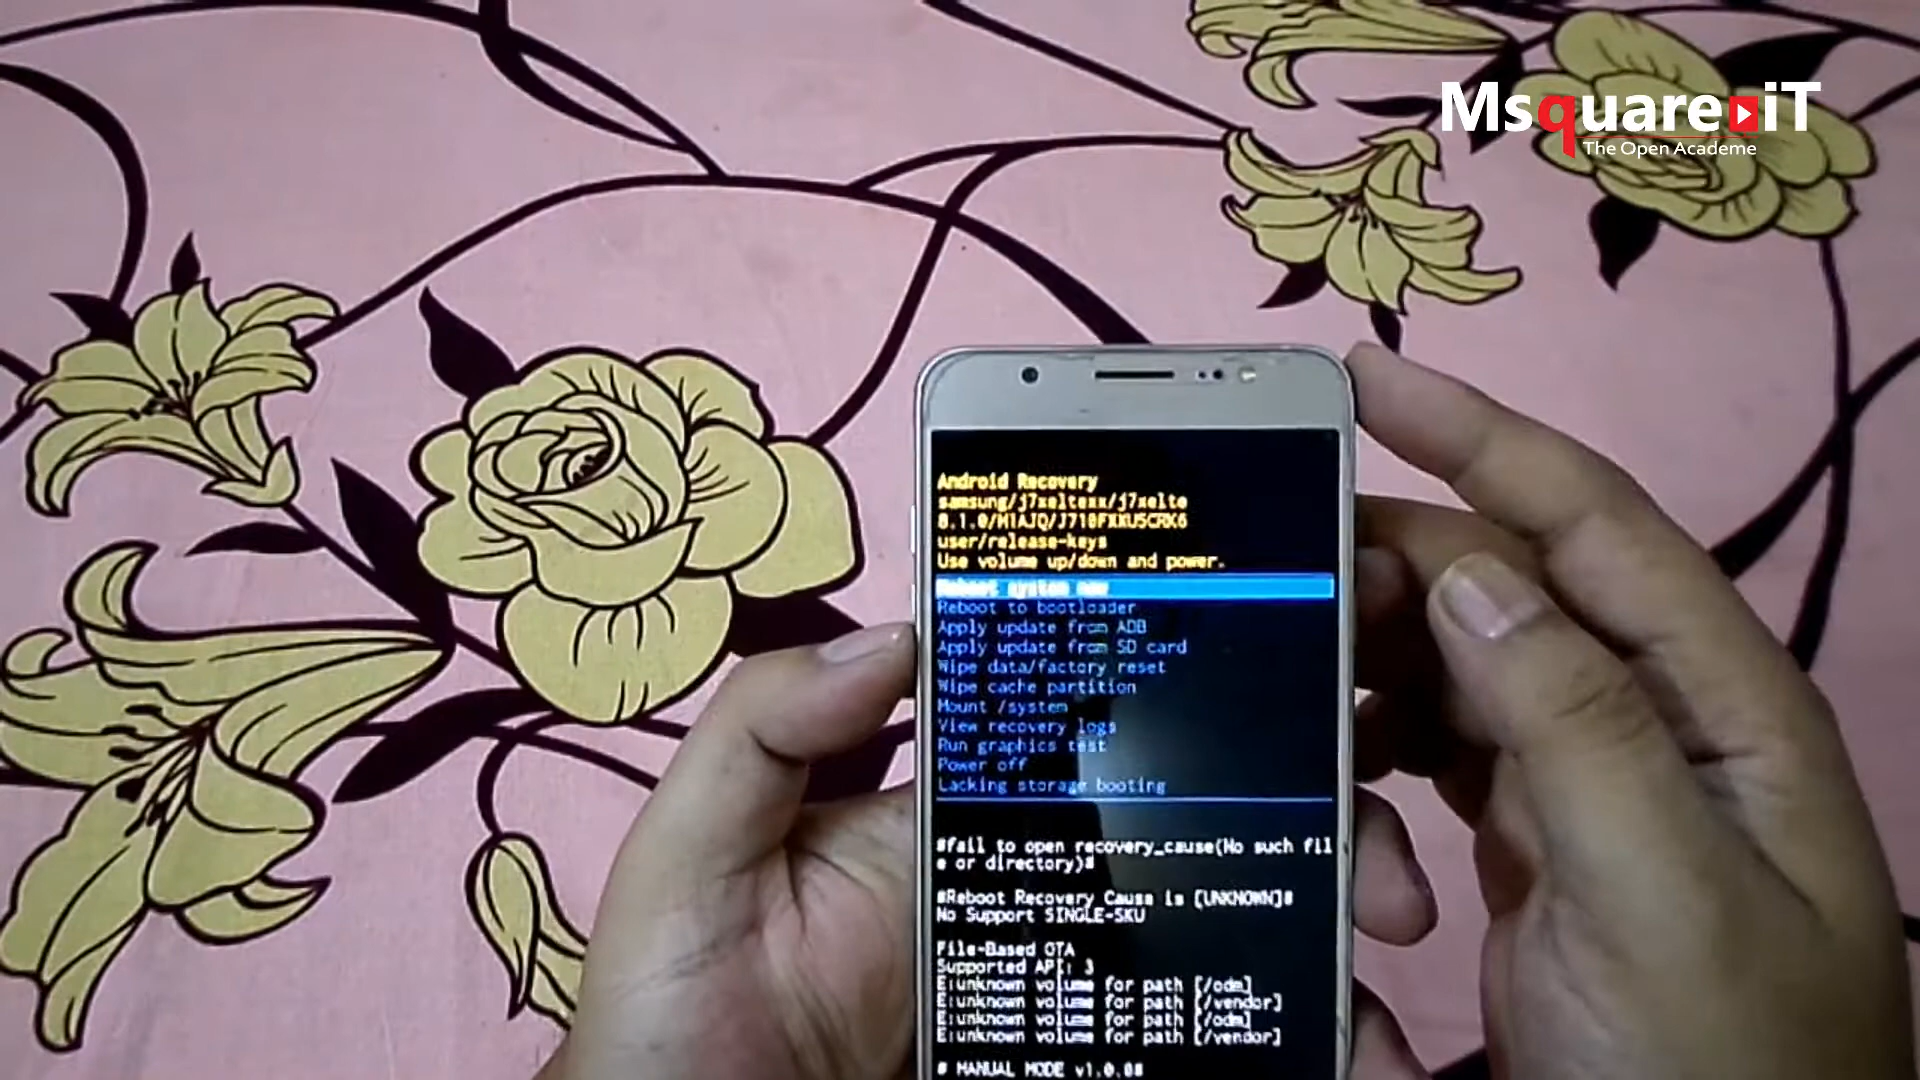 Msquare iT
The Open Academe
Android Recovery
samsung/j7xeltexx/j7xelte
8.1.0/M1AJQ/J710FXXU5CRK6
user/release-keys
Use volume up/down and power.
Reboot system now
Reboot to bootloader
Apply update from ADB
Apply update from SD card
Wipe data/factory reset
Wipe cache partition
Mount /system
View recovery logs
Run graphics test
Power off
Lacking storage booting
#fail to open recovery_cause(No such fil
e or directory)#
#Reboot Recovery Cause is [UNKNOWN]#
No Support SINGLE-SKU
File-Based OTA
Supported API: 3
E:unknown volume for path [/odm]
E:unknown volume for path [/vendor]
E:unknown volume for path [/odm]
E:unknown volume for path [/vendor]
# MANUAL MODE v1.0.0#